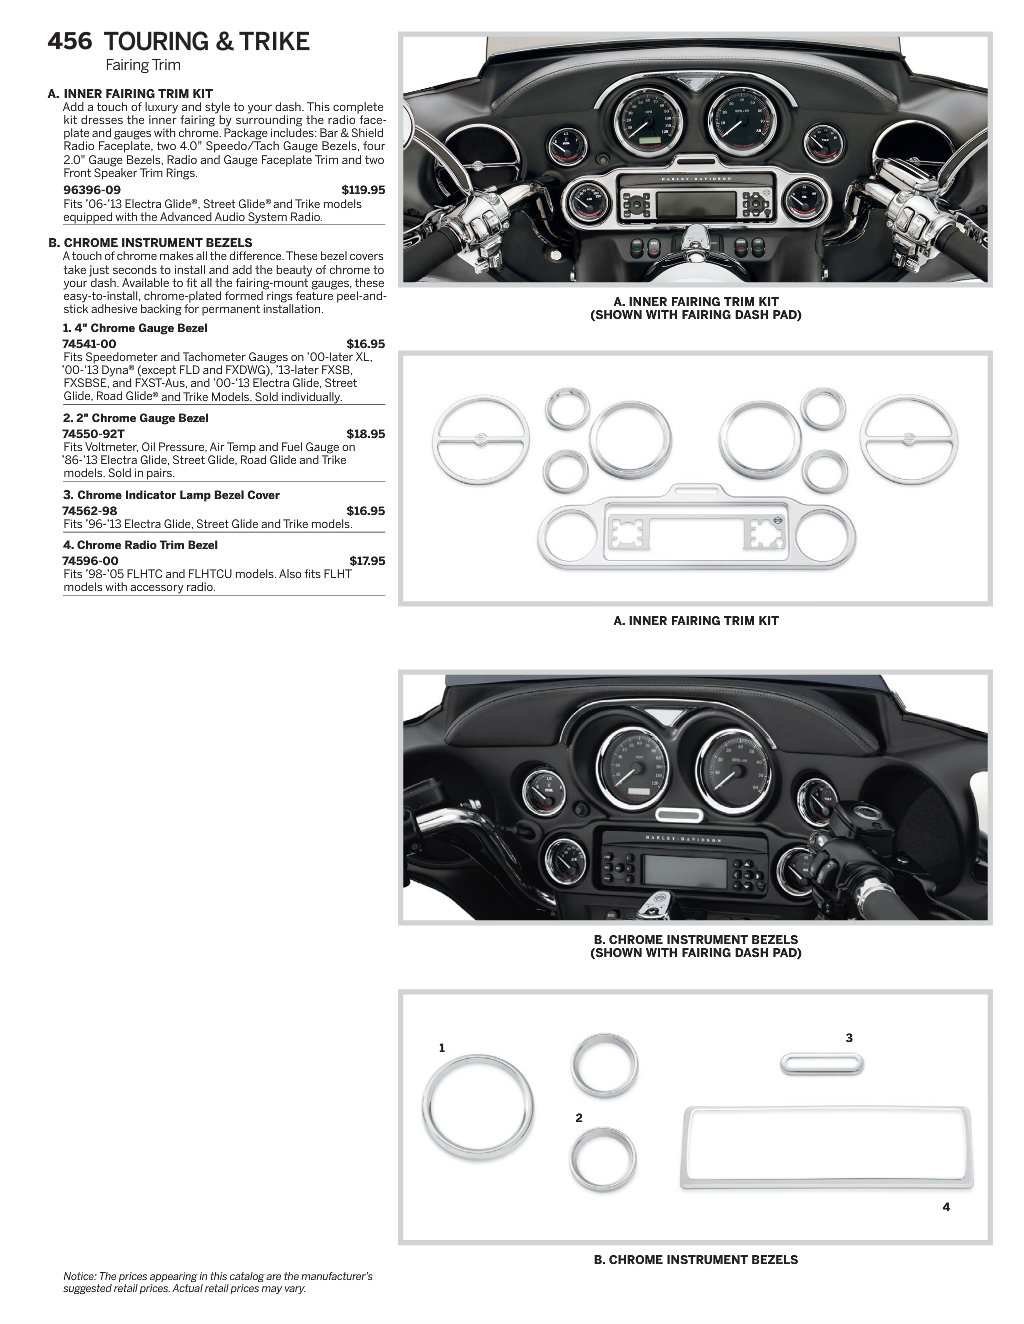 456 TOURING & TRIKE
Fairing Trim
A. INNER FAIRING TRIM KIT
Add a touch of luxury and style to your dash. This complete
kit dresses the inner fairing by surrounding the radio face-
plate and gauges with chrome. Package includes: Bar & Shield
Radio Faceplate, two 4.0" Speedo/Tach Gauge Bezels, four
2.0" Gauge Bezels, Radio and Gauge Faceplate Trim and two
Front Speaker Trim Rings.
96396-09 $119.95
Fits ’06-’13 Electra Glide®, Street Glide® and Trike models
equipped with the Advanced Audio System Radio.
B. CHROME INSTRUMENT BEZELS
A touch of chrome makes all the difference. These bezel covers
take just seconds to install and add the beauty of chrome to
your dash. Available to fit all the fairing-mount gauges, these
easy-to-install, chrome-plated formed rings feature peel-and-
stick adhesive backing for permanent installation.
1. 4" Chrome Gauge Bezel
74541-00 $16.95
Fits Speedometer and Tachometer Gauges on ’00-later XL,
’00-’13 Dyna® (except FLD and FXDWG), ’13-later FXSB,
FXSBSE, and FXST-Aus, and ’00-’13 Electra Glide, Street
Glide, Road Glide® and Trike Models. Sold individually.
2. 2" Chrome Gauge Bezel
74550-92T $18.95
Fits Voltmeter, Oil Pressure, Air Temp and Fuel Gauge on
’86-’13 Electra Glide, Street Glide, Road Glide and Trike
models. Sold in pairs.
3. Chrome Indicator Lamp Bezel Cover
74562-98 $16.95
Fits ’96-’13 Electra Glide, Street Glide and Trike models.
4. Chrome Radio Trim Bezel
74596-00 $17.95
Fits ’98-’05 FLHTC and FLHTCU models. Also fits FLHT
models with accessory radio.
HARLEY-DAVIDSON
A. INNER FAIRING TRIM KIT
(SHOWN WITH FAIRING DASH PAD)
A. INNER FAIRING TRIM KIT
HARLEY-DAVIDSON
B. CHROME INSTRUMENT BEZELS
(SHOWN WITH FAIRING DASH PAD)
1
2
3
4
B. CHROME INSTRUMENT BEZELS
Notice: The prices appearing in this catalog are the manufacturer’s
suggested retail prices. Actual retail prices may vary.